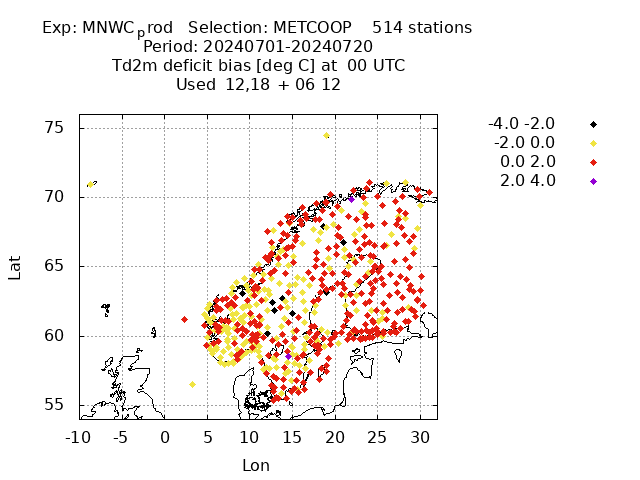 Exp: MNWCprod   Selection: METCOOP    514 stations
Period: 20240701-20240720
Td2m deficit bias [deg C] at  00 UTC
Used  12,18 + 06 12
-4.0 -2.0
-2.0 0.0
0.0 2.0
2.0 4.0
75
70
65
60
55
Lat
-10 -5 0 5 10 15 20 25 30
Lon